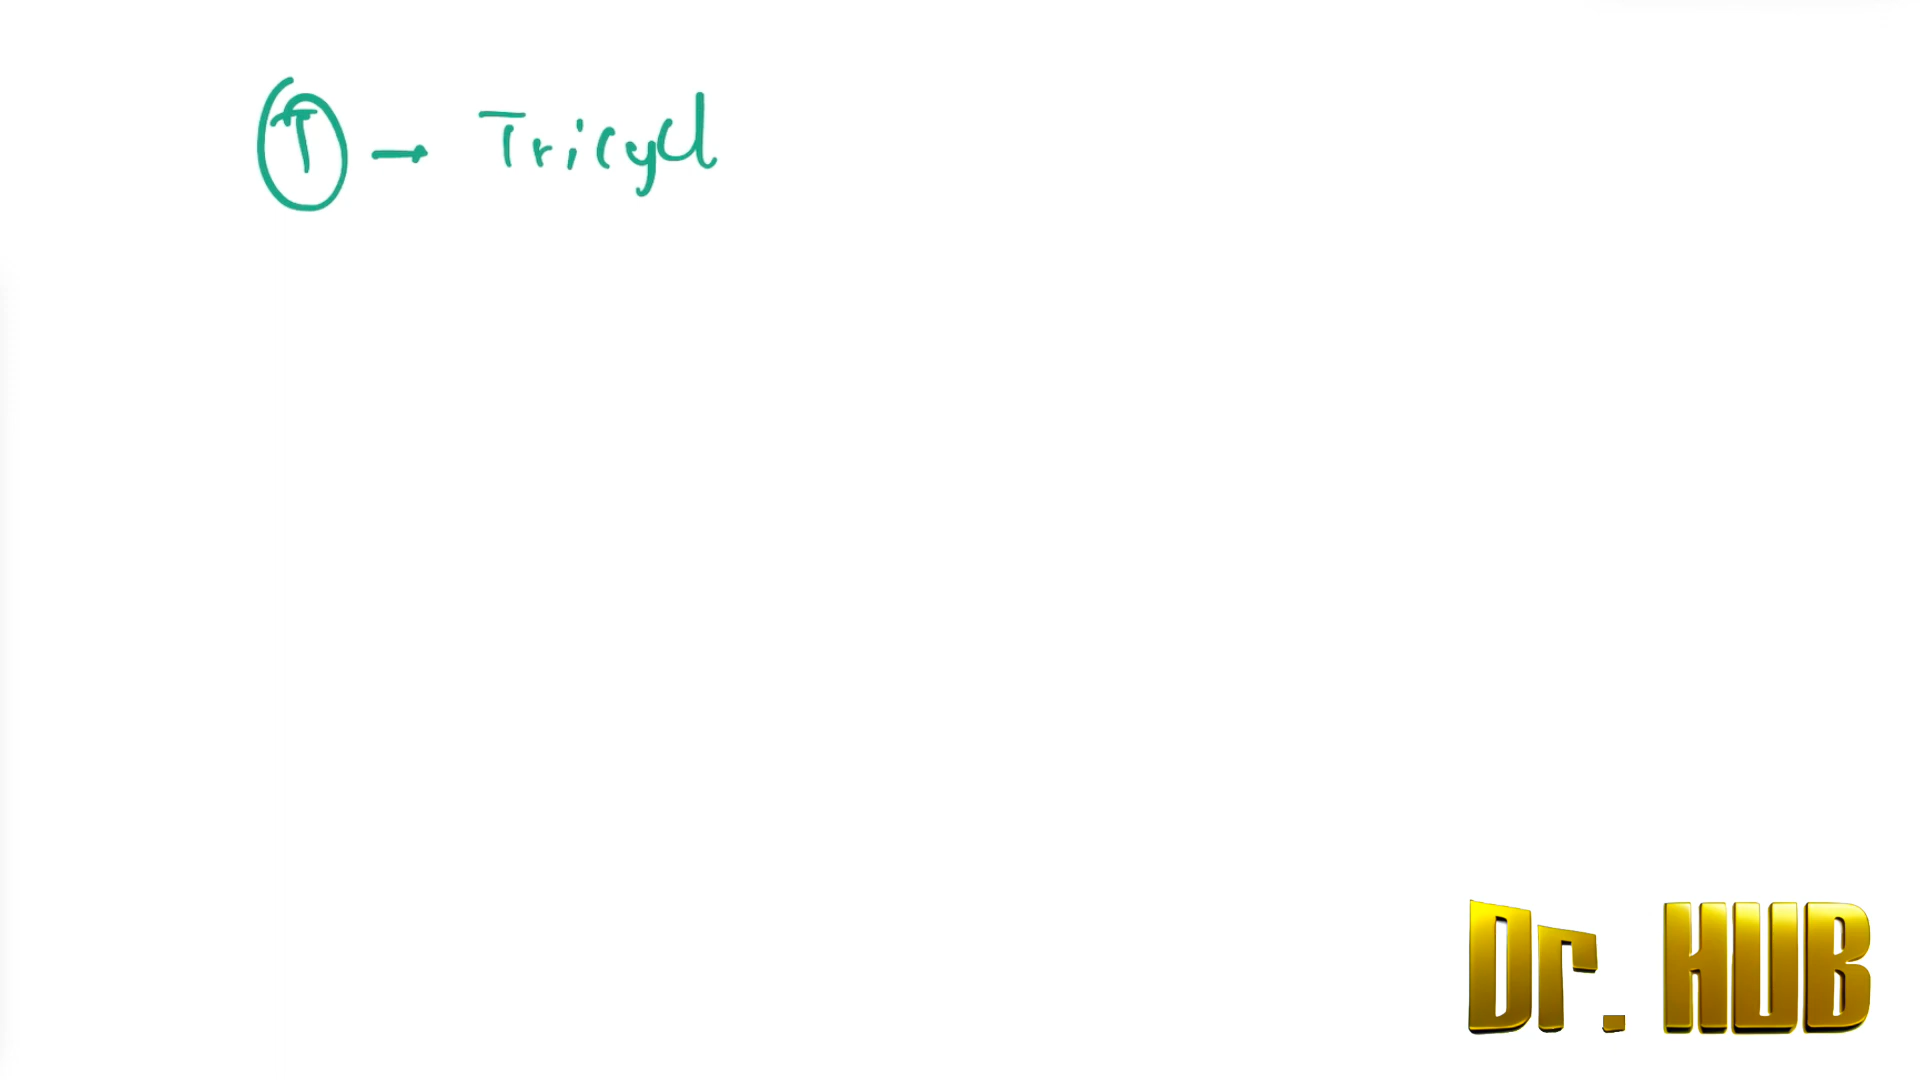 T → Tricycl
Dr. HUB